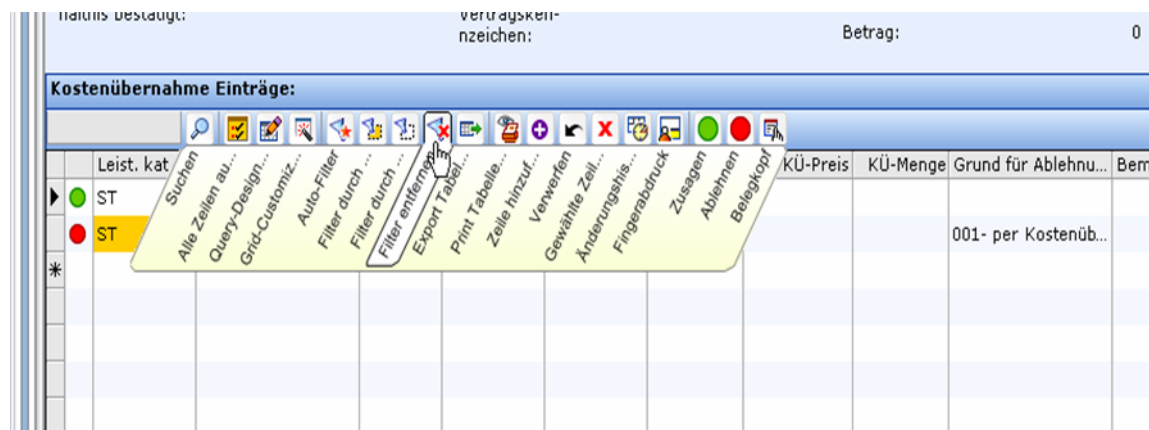 Vertragsken-
nzeichen:
Betrag:
0
Kostenübernahme Einträge:
Leist. kat
KÜ-Preis
KÜ-Menge
Grund für Ablehnu...
Bem
Suchen
Alle Zeilen au...
Query-Design...
Grid-Customiz...
Auto-Filter
Filter durch ...
Filter durch ...
Filter entfernen
Export Tabel...
Print Tabelle...
Zeile hinzuf...
Verwerfen
Gewählte Zeil...
Änderungshis...
Fingerabdruck
Zusagen
Ablehnen
Belegkopf
ST
ST
001- per Kostenüb...